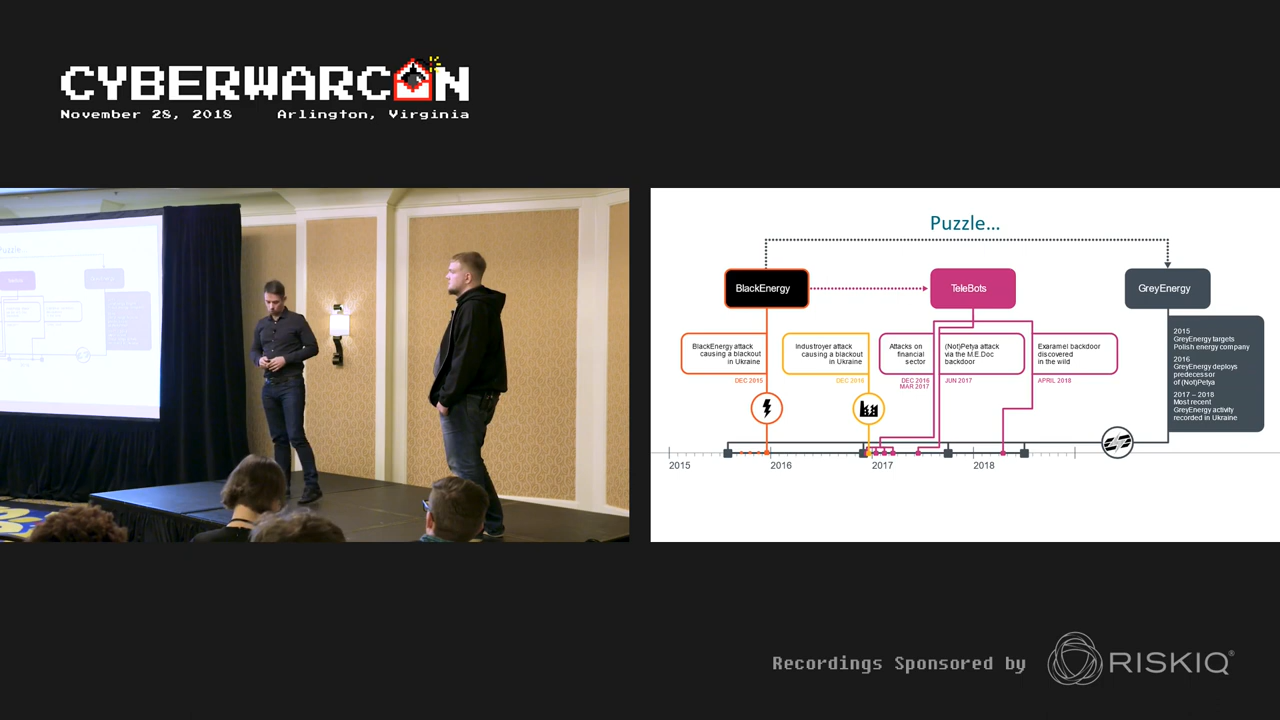 CYBERWARCON
November 28, 2018 Arlington, Virginia
Puzzle...
BlackEnergy
TeleBots
GreyEnergy
BlackEnergy attack
causing a blackout
in Ukraine
DEC 2015
Industroyer attack
causing a blackout
in Ukraine
DEC 2016
Attacks on
financial
sector
DEC 2016
MAR 2017
(Not)Petya attack
via the M.E.Doc
backdoor
JUN 2017
Exaramel backdoor
discovered
in the wild
APRIL 2018
2015
GreyEnergy targets
Polish energy company
2016
GreyEnergy deploys
predecessor
of (Not)Petya
2017 – 2018
Most recent
GreyEnergy activity
recorded in Ukraine
2015 2016 2017 2018
Puzzle...
Recordings Sponsored by
RISKIQ®